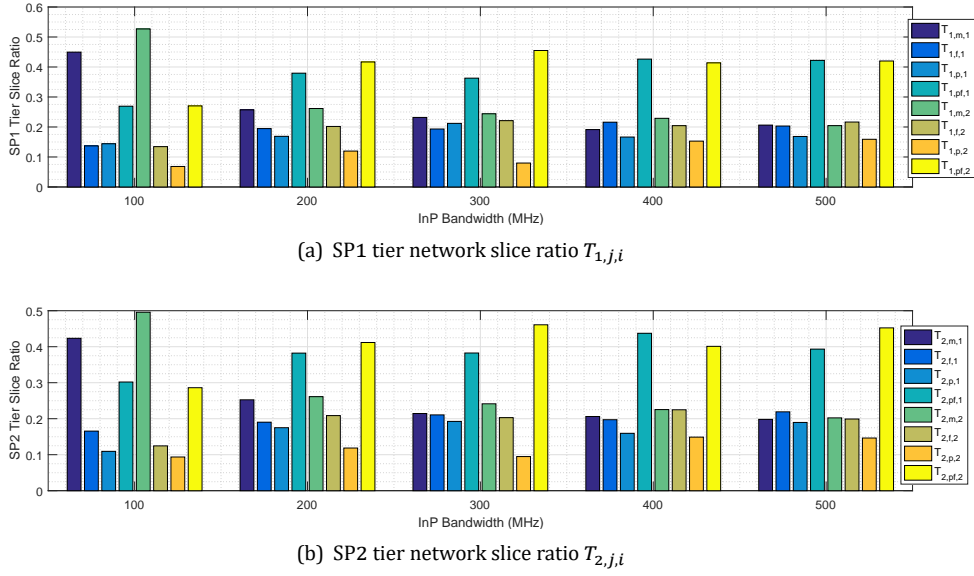 0.6
0.5
0.4
0.3
0.2
0.1
0
SP1 Tier Slice Ratio
100 200 300 400 500
InP Bandwidth (MHz)
T1,m,1
T1,f,1
T1,p,1
T1,pf,1
T1,m,2
T1,f,2
T1,p,2
T1,pf,2
(a) SP1 tier network slice ratio T1,j,i
0.5
0.4
0.3
0.2
0.1
0
SP2 Tier Slice Ratio
100 200 300 400 500
InP Bandwidth (MHz)
T2,m,1
T2,f,1
T2,p,1
T2,pf,1
T2,m,2
T2,f,2
T2,p,2
T2,pf,2
(b) SP2 tier network slice ratio T2,j,i